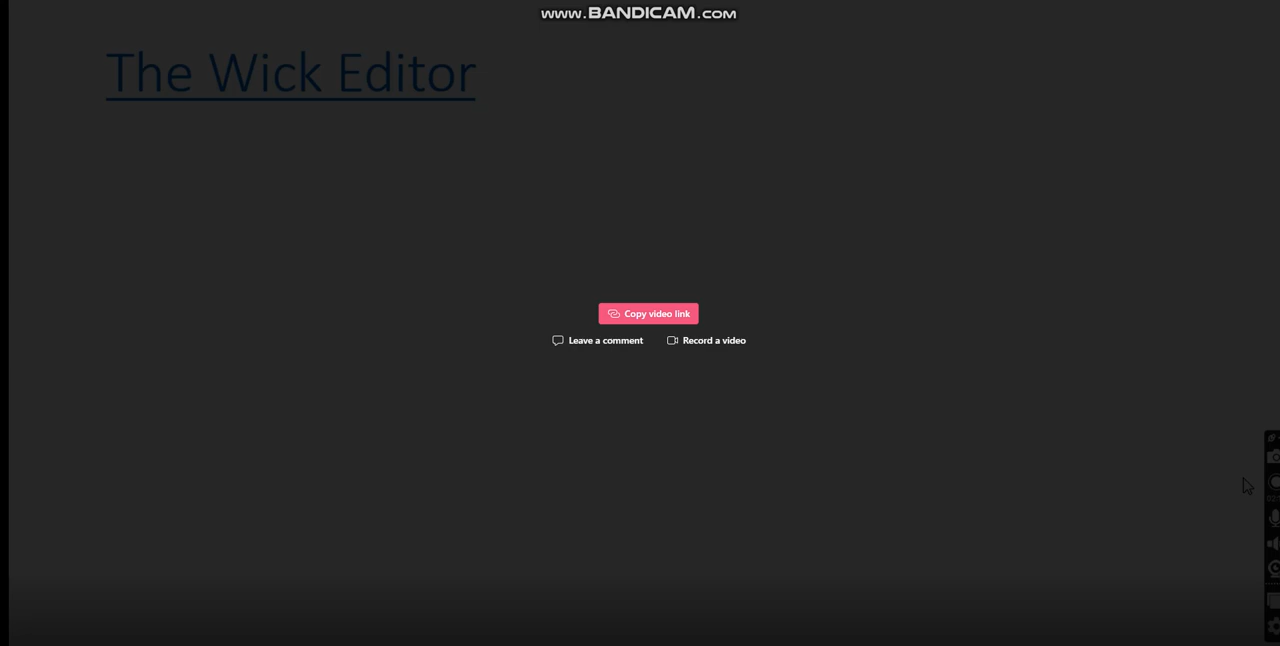 www.BANDICAM.com
The Wick Editor
Copy video link
Leave a comment
Record a video